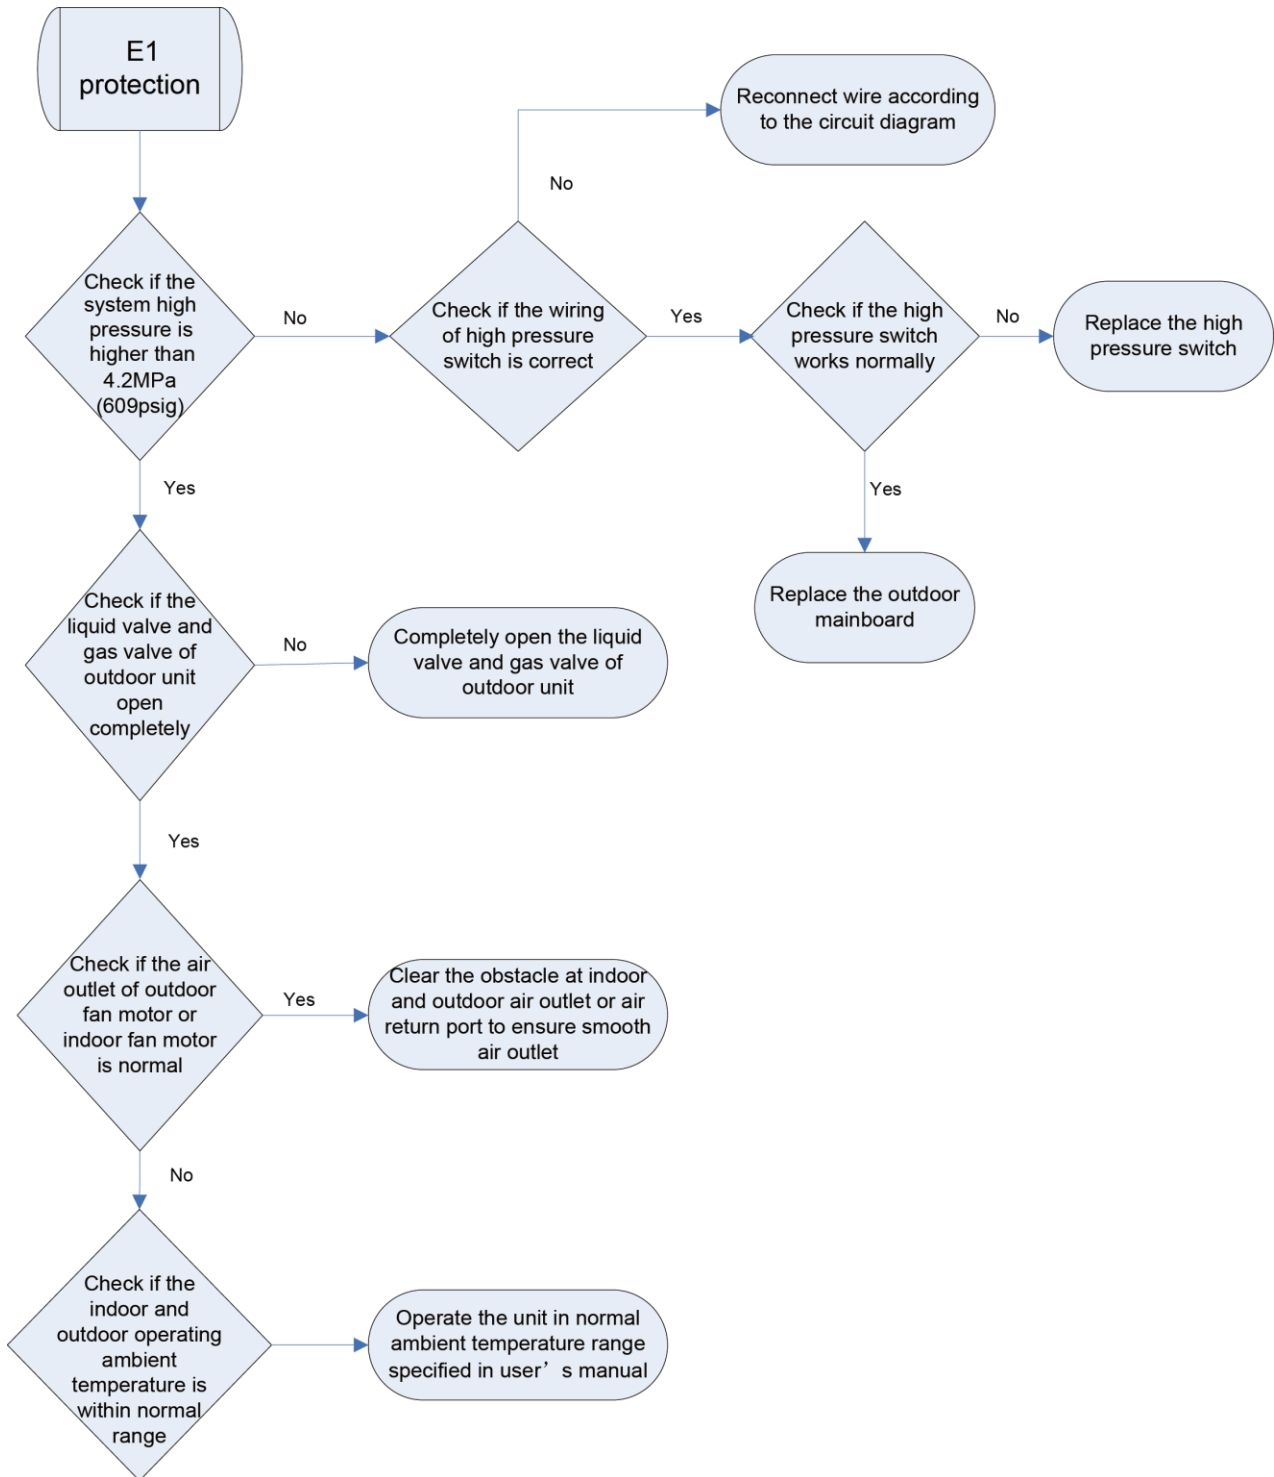 E1
protection
Reconnect wire according
to the circuit diagram
No
Check if the
system high
pressure is
higher than
4.2MPa
(609psig)
No
Check if the wiring
of high pressure
switch is correct
Yes
Check if the high
pressure switch
works normally
No
Replace the high
pressure switch
Yes
Yes
Replace the outdoor
mainboard
Check if the
liquid valve and
gas valve of
outdoor unit
open
completely
No
Completely open the liquid
valve and gas valve of
outdoor unit
Yes
Check if the air
outlet of outdoor
fan motor or
indoor fan motor
is normal
Yes
Clear the obstacle at indoor
and outdoor air outlet or air
return port to ensure smooth
air outlet
No
Check if the
indoor and
outdoor operating
ambient
temperature is
within normal
range
Operate the unit in normal
ambient temperature range
specified in user’ s manual